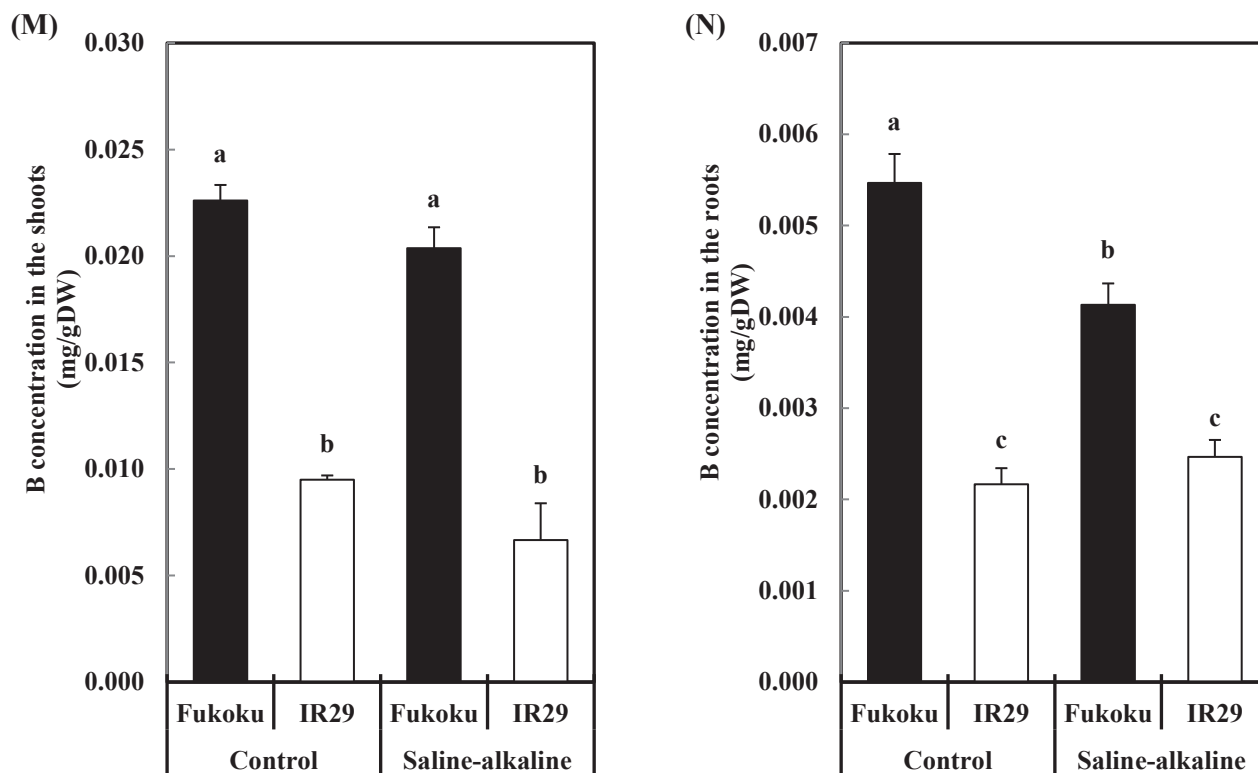 (M)
B concentration in the shoots
(mg/gDW)
0.030
0.025
0.020
0.015
0.010
0.005
0.000
a
b
a
b
Fukoku IR29 Fukoku IR29
Control Saline-alkaline
(N)
B concentration in the roots
(mg/gDW)
0.007
0.006
0.005
0.004
0.003
0.002
0.001
0.000
a
c
b
c
Fukoku IR29 Fukoku IR29
Control Saline-alkaline